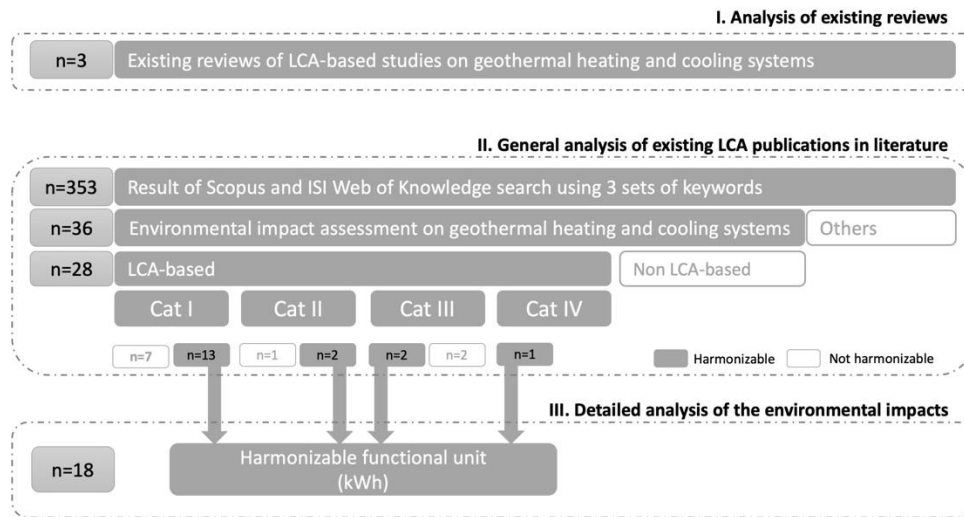 I. Analysis of existing reviews
n=3
Existing reviews of LCA-based studies on geothermal heating and cooling systems
II. General analysis of existing LCA publications in literature
n=353
Result of Scopus and ISI Web of Knowledge search using 3 sets of keywords
n=36
Environmental impact assessment on geothermal heating and cooling systems
Others
n=28
LCA-based
Non LCA-based
Cat I
Cat II
Cat III
Cat IV
n=7
n=13
n=1
n=2
n=2
n=2
n=1
Harmonizable
Not harmonizable
III. Detailed analysis of the environmental impacts
n=18
Harmonizable functional unit
(kWh)